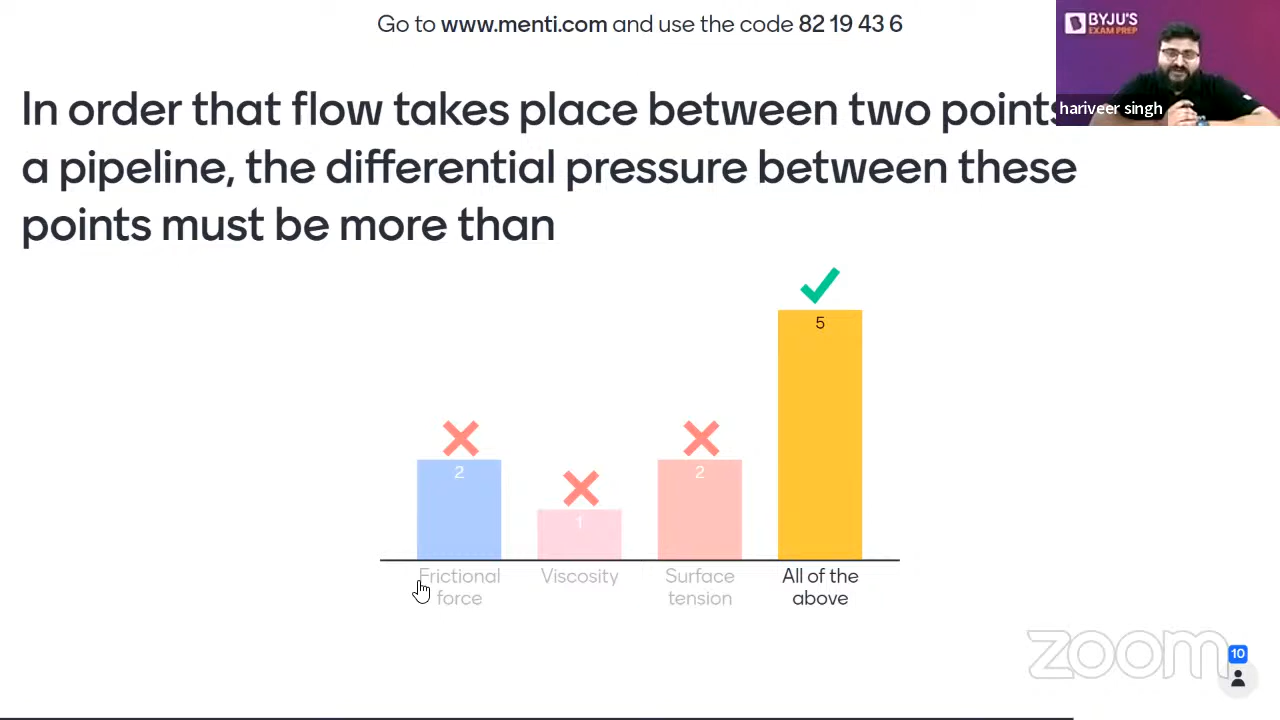 Go to www.menti.com and use the code 82 19 43 6
BYJU'S
EXAM PREP
hariveer singh
In order that flow takes place between two points
a pipeline, the differential pressure between these
points must be more than
5
2
1
2
Frictional
force
Viscosity
Surface
tension
All of the
above
zoom
10